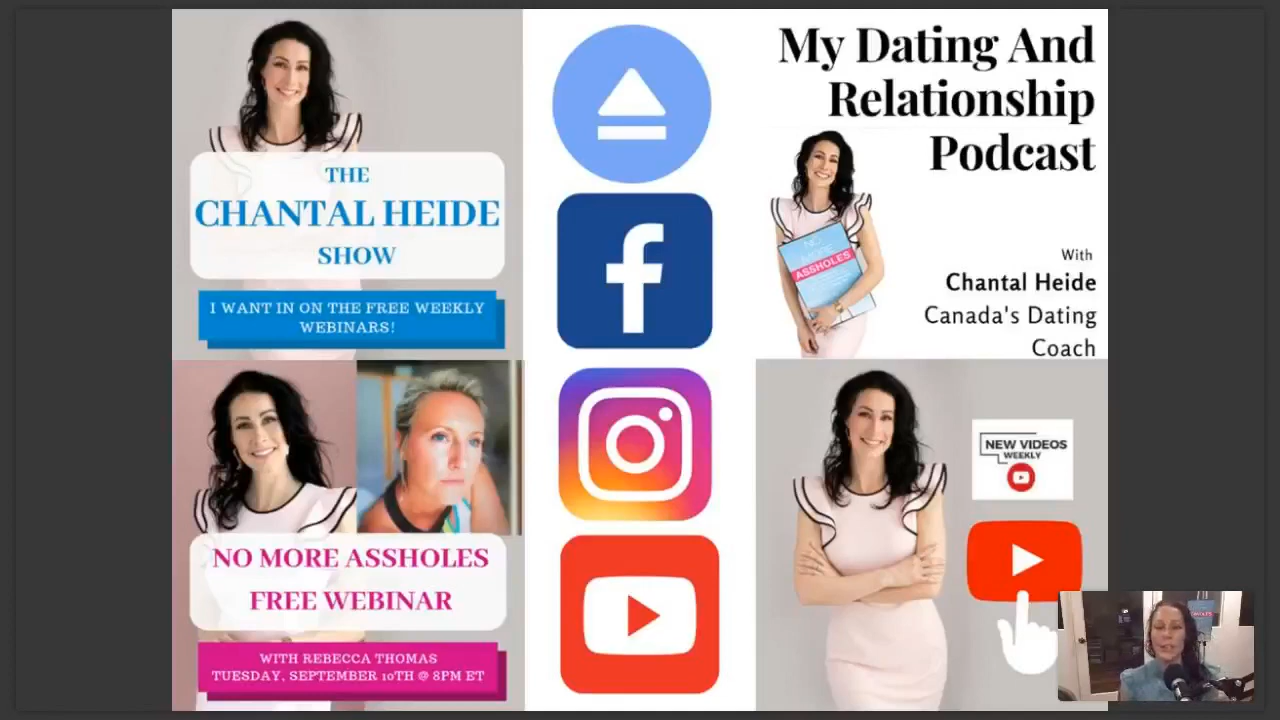 THE
CHANTAL HEIDE
SHOW
I WANT IN ON THE FREE WEEKLY
WEBINARS!
NO MORE ASSHOLES
FREE WEBINAR
WITH REBECCA THOMAS
TUESDAY, SEPTEMBER 10TH @ 8PM ET
f
My Dating And
Relationship
Podcast
NO
MORE
ASSHOLES
With
Chantal Heide
Canada's Dating
Coach
NEW VIDEOS
WEEKLY